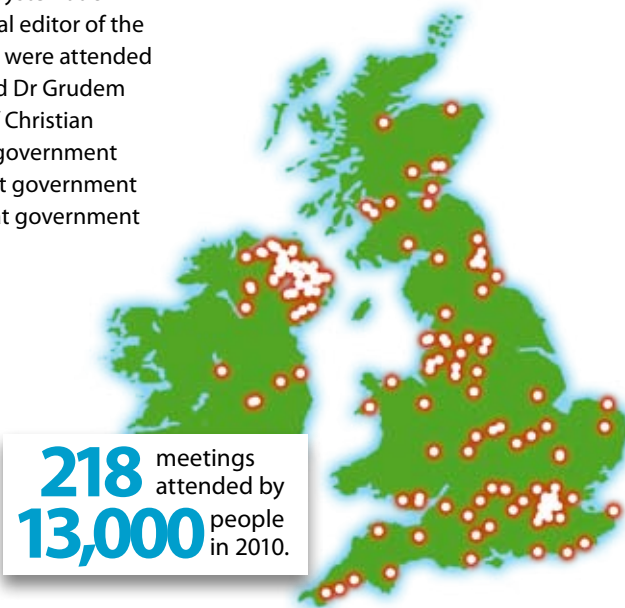 al editor of the
were attended
d Dr Grudem
Christian
government
t government
t government
218 meetings
attended by
13,000 people
in 2010.